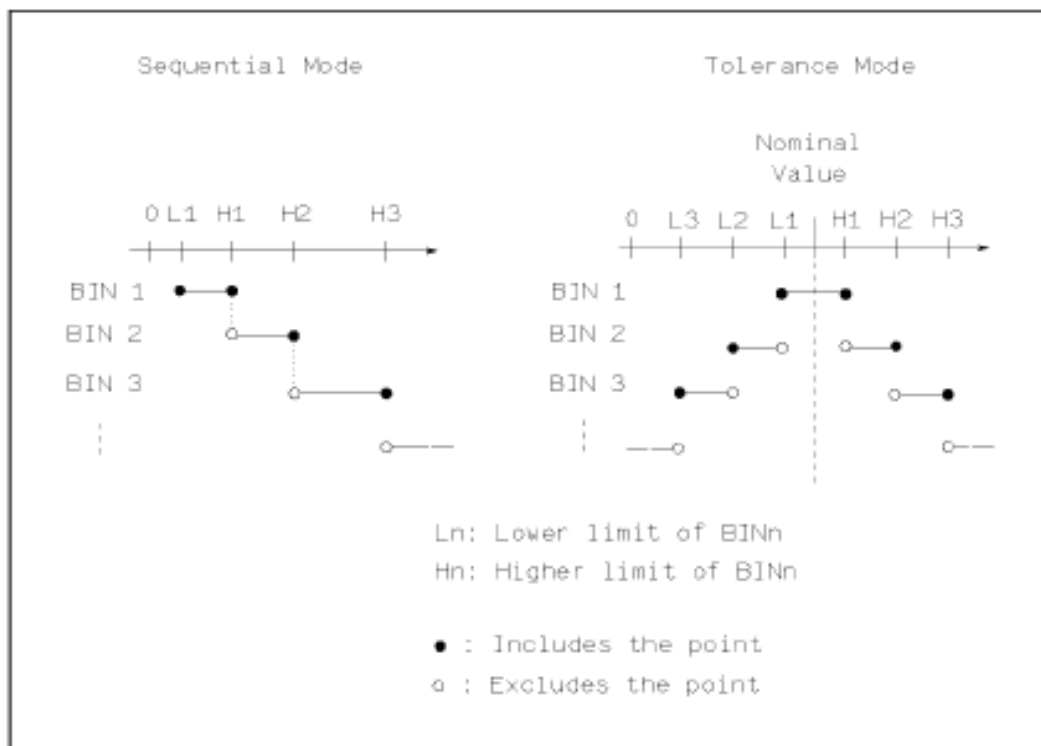 Sequential Mode
Tolerance Mode
Nominal
Value
0 L1 H1 H2 H3
0 L3 L2 L1 H1 H2 H3
BIN 1
BIN 2
BIN 3
BIN 1
BIN 2
BIN 3
Ln: Lower limit of BINn
Hn: Higher limit of BINn
● : Includes the point
○ : Excludes the point